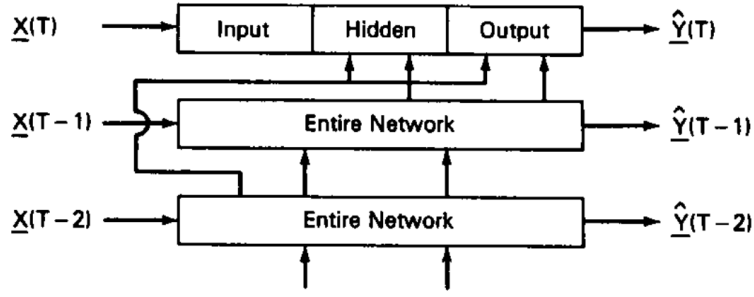 X(T) Input Hidden Output Ŷ(T)
X(T−1) Entire Network Ŷ(T−1)
X(T−2) Entire Network Ŷ(T−2)